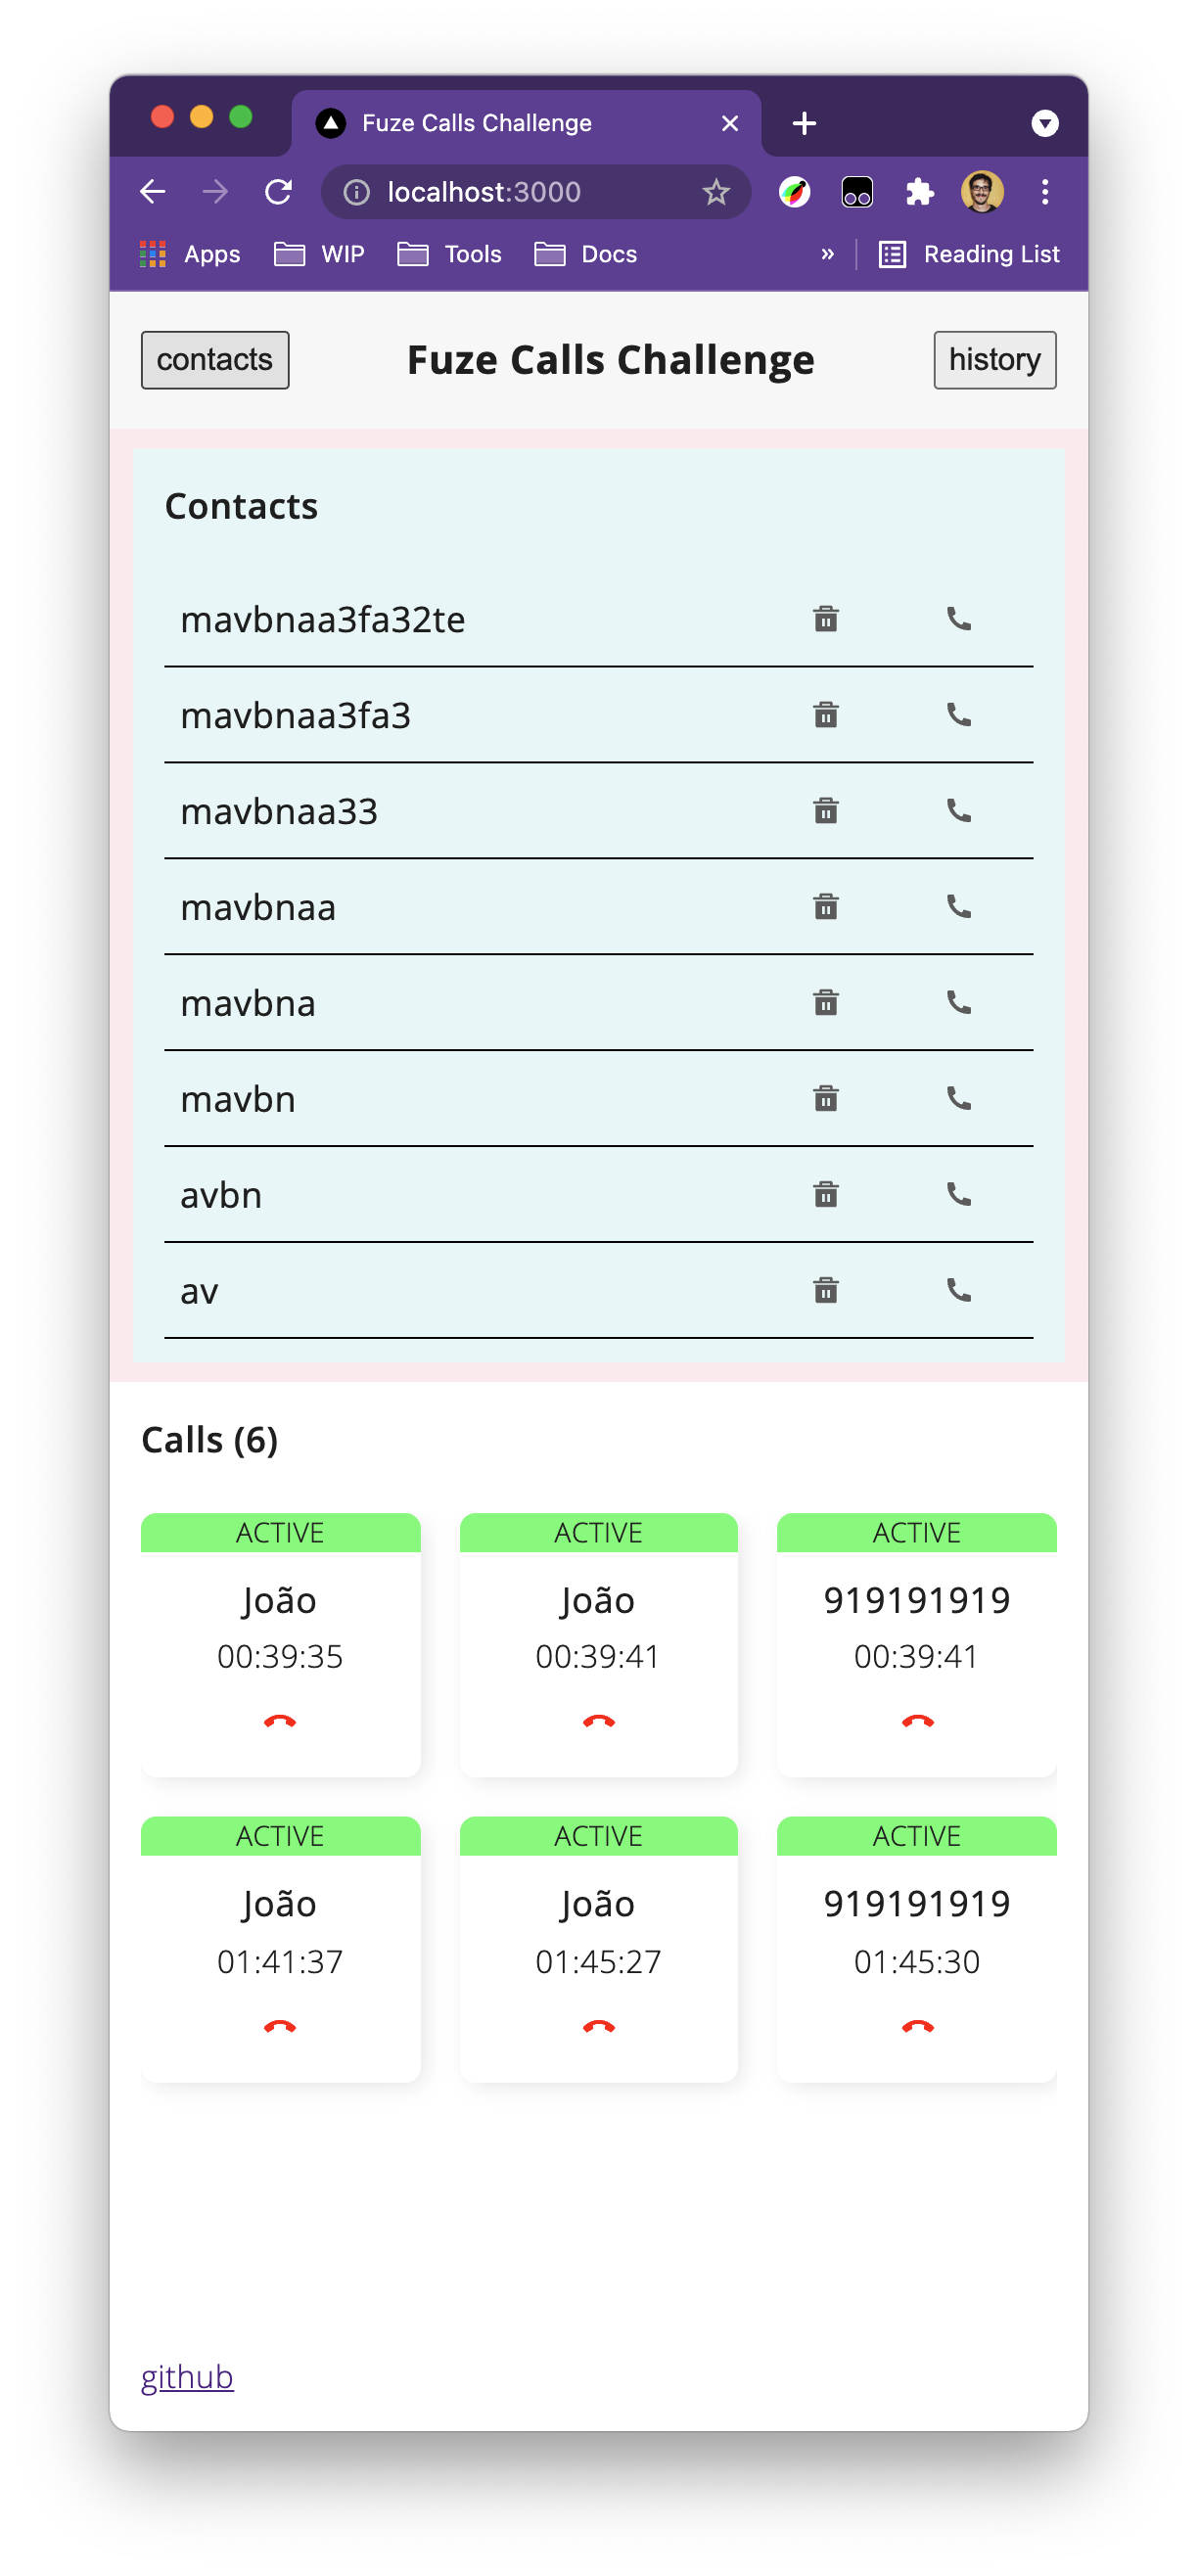 Fuze Calls Challenge
localhost:3000
Apps WIP Tools Docs » Reading List
contacts Fuze Calls Challenge history
Contacts
mavbnaa3fa32te
mavbnaa3fa3
mavbnaa33
mavbnaa
mavbna
mavbn
avbn
av
Calls (6)
ACTIVE ACTIVE ACTIVE
João João 919191919
00:39:35 00:39:41 00:39:41
ACTIVE ACTIVE ACTIVE
João João 919191919
01:41:37 01:45:27 01:45:30
github